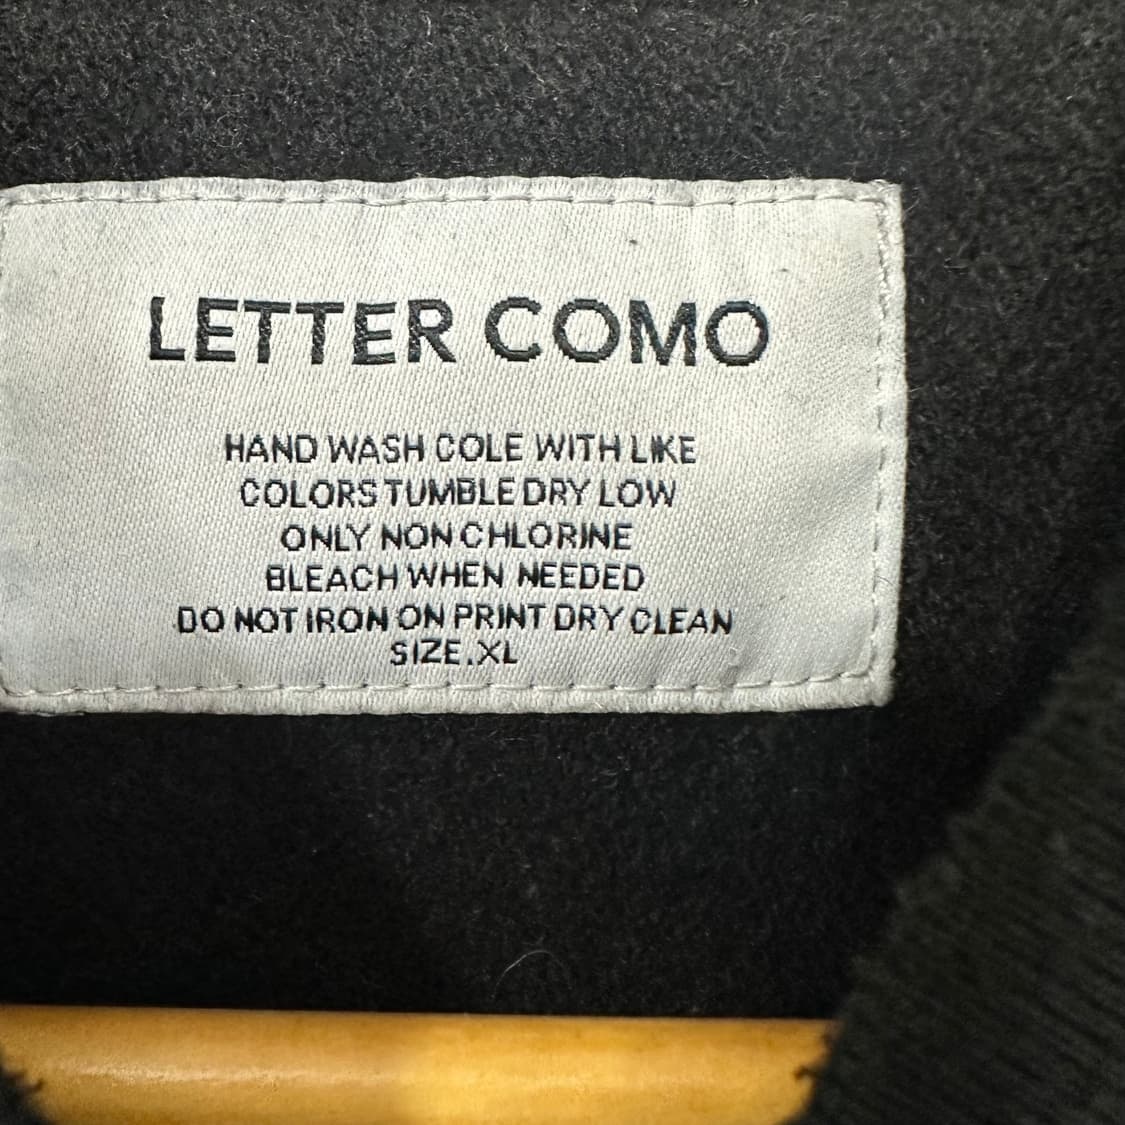 LETTER COMO
HAND WASH COLE WITH LIKE
COLORS TUMBLE DRY LOW
ONLY NON CHLORINE
BLEACH WHEN NEEDED
DO NOT IRON ON PRINT DRY CLEAN
SIZE.XL